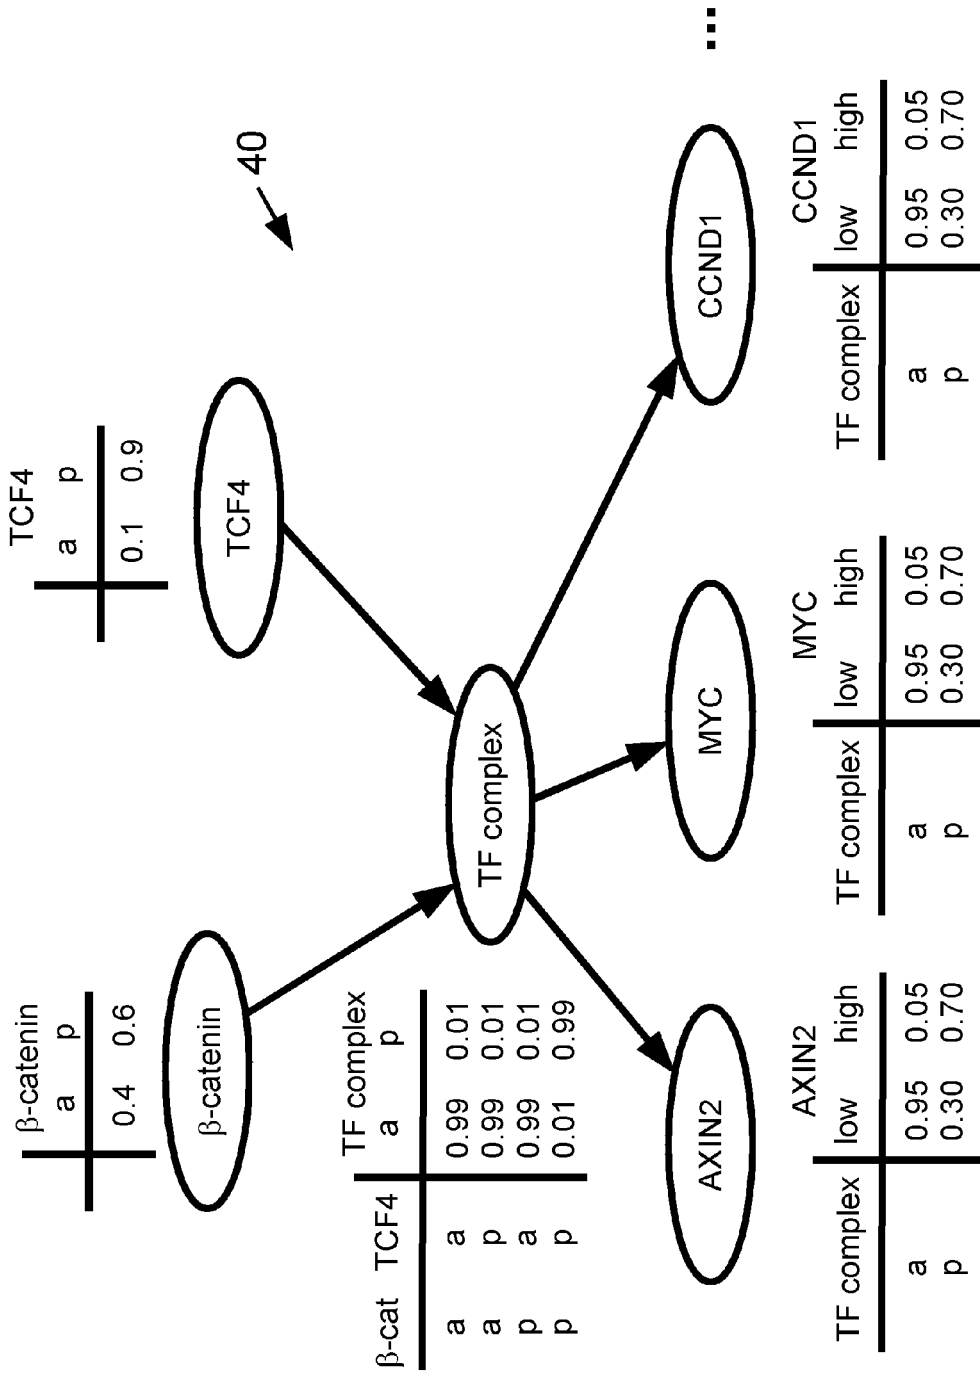 β-catenin
a p
0.4 0.6
TCF4
a p
0.1 0.9
40
β-catenin
TCF4
TF complex
β-cat TCF4 a p
a a 0.99 0.01
a p 0.99 0.01
p a 0.99 0.01
p p 0.01 0.99
TF complex
AXIN2
MYC
CCND1
...
AXIN2
TF complex low high
a 0.95 0.05
p 0.30 0.70
MYC
TF complex low high
a 0.95 0.05
p 0.30 0.70
CCND1
TF complex low high
a 0.95 0.05
p 0.30 0.70